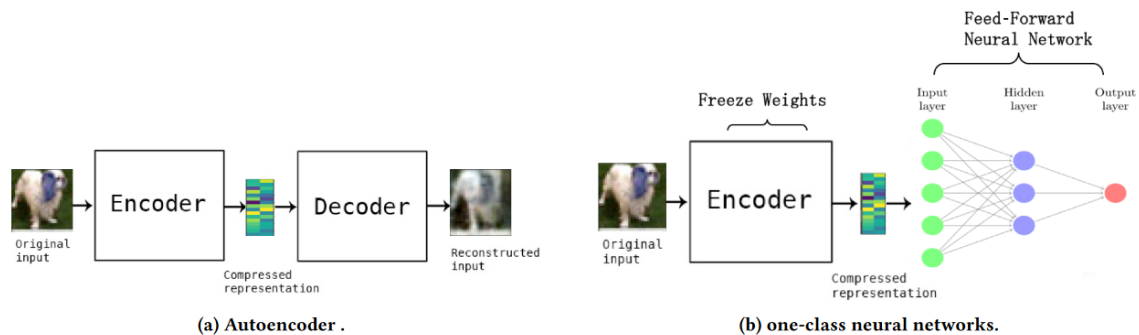 Original
input
Encoder
Compressed
representation
Decoder
Reconstructed
input
(a) Autoencoder .
Feed-Forward
Neural Network
Freeze Weights
Input
layer
Hidden
layer
Output
layer
Original
input
Encoder
Compressed
representation
(b) one-class neural networks.